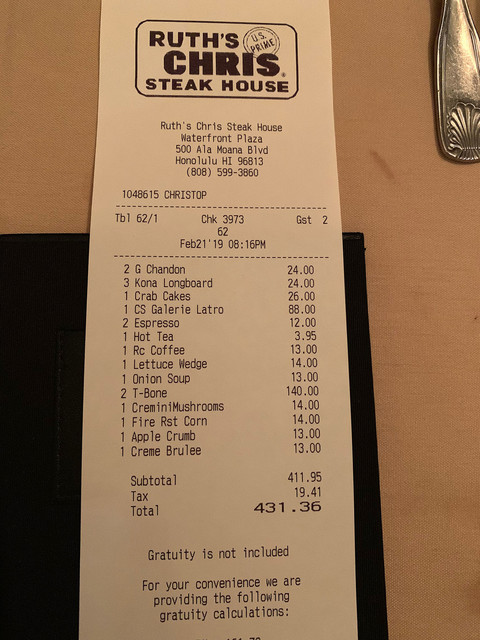 RUTH'S U.S. PRIME
CHRIS
STEAK HOUSE
Ruth's Chris Steak House
Waterfront Plaza
500 Ala Moana Blvd
Honolulu HI 96813
(808) 599-3860
1048615 CHRISTOP
Tbl 62/1 Chk 3973 Gst 2
62
Feb21'19 08:16PM
2 G Chandon 24.00
3 Kona Longboard 24.00
1 Crab Cakes 26.00
1 CS Galerie Latro 88.00
2 Espresso 12.00
1 Hot Tea 3.95
1 Rc Coffee 13.00
1 Lettuce Wedge 14.00
1 Onion Soup 13.00
2 T-Bone 140.00
1 CreminiMushrooms 14.00
1 Fire Rst Corn 14.00
1 Apple Crumb 13.00
1 Creme Brulee 13.00
Subtotal 411.95
Tax 19.41
Total 431.36
Gratuity is not included
For your convenience we are
providing the following
gratuity calculations: